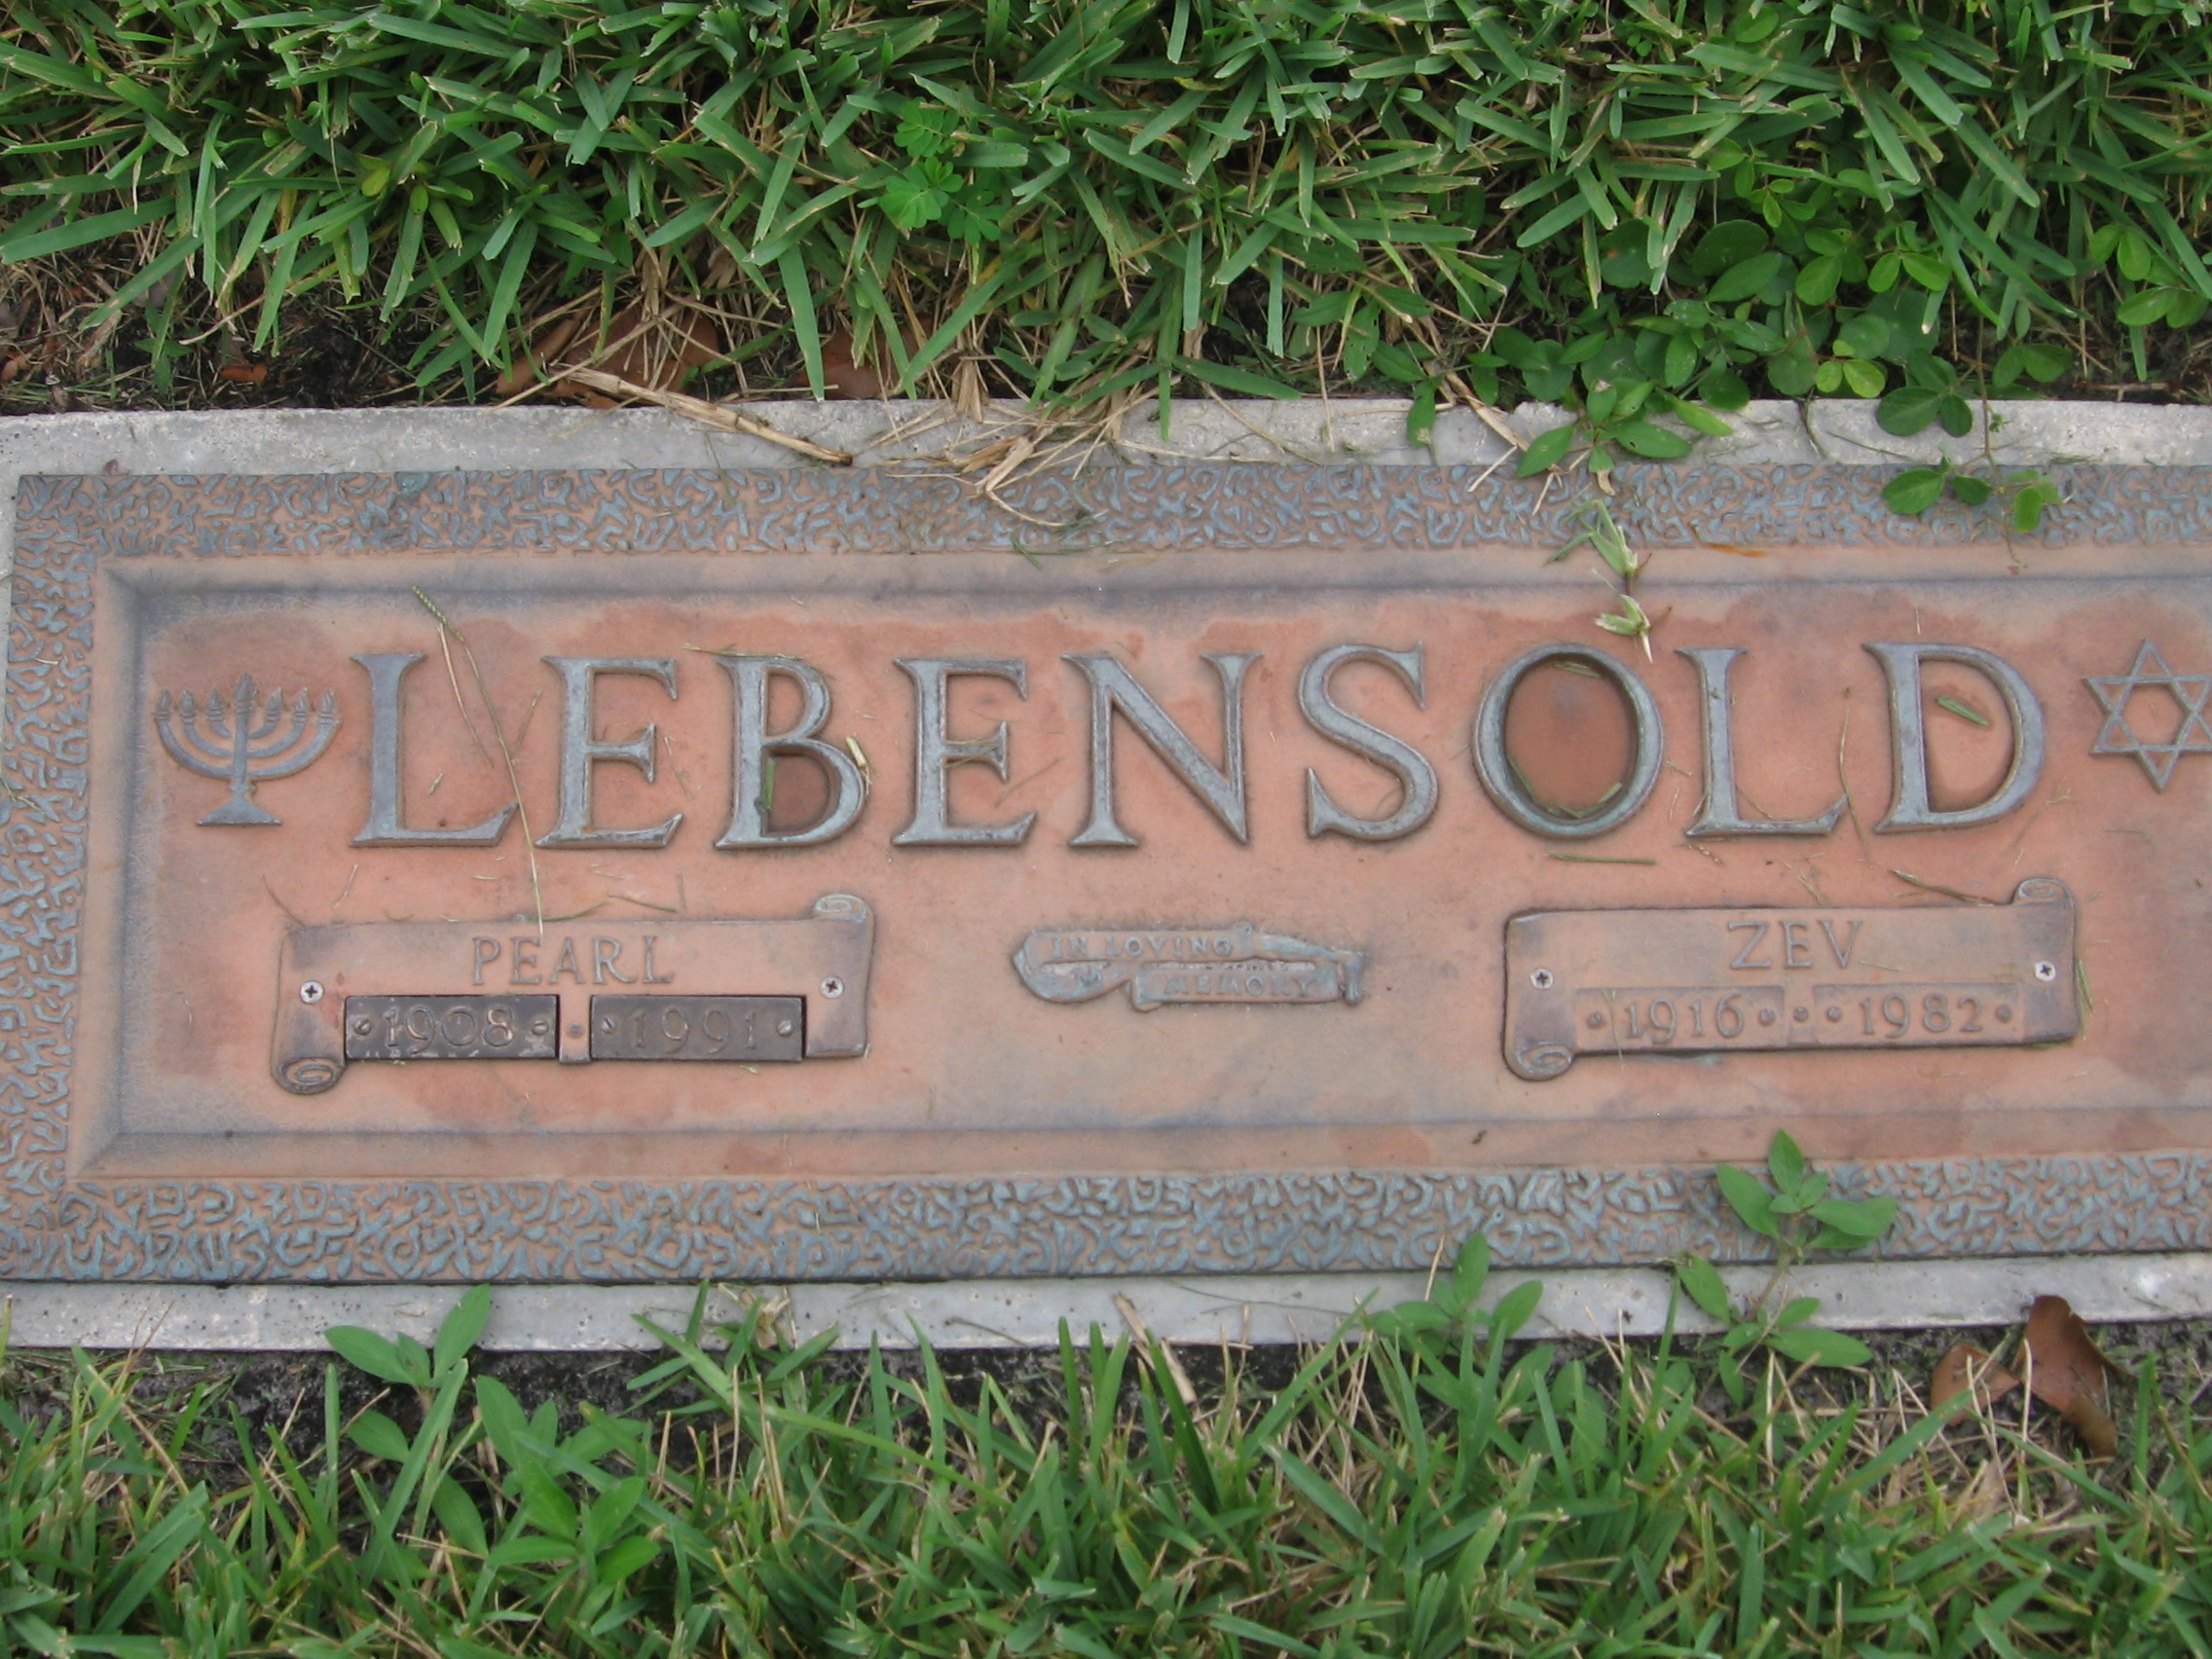 LEBENSOLD
PEARL
1908 - 1991
IN LOVING
MEMORY
ZEV
1916 · · 1982